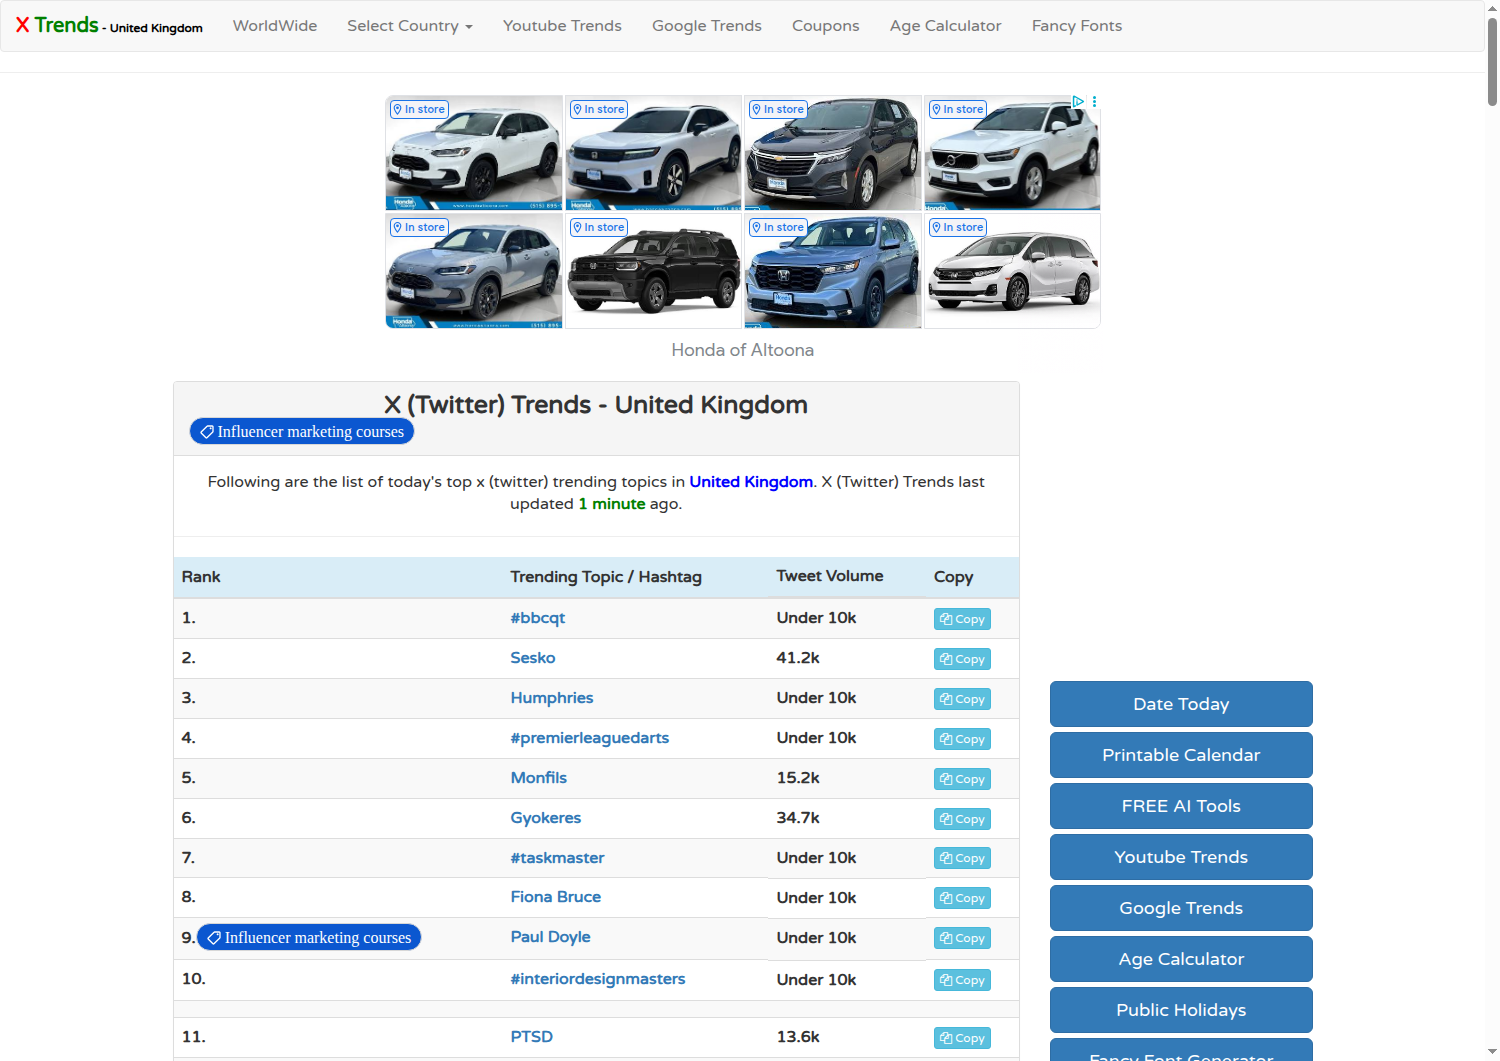 X Trends - United Kingdom WorldWide Select Country Youtube Trends Google Trends Coupons Age Calculator Fancy Fonts
In store In store In store In store
In store In store In store In store
Honda of Altoona
X (Twitter) Trends - United Kingdom
Influencer marketing courses
Following are the list of today's top x (twitter) trending topics in United Kingdom. X (Twitter) Trends last
updated 1 minute ago.
Rank Trending Topic / Hashtag Tweet Volume Copy
1. #bbcqt Under 10k Copy
2. Sesko 41.2k Copy
3. Humphries Under 10k Copy
4. #premierleaguedarts Under 10k Copy
5. Monfils 15.2k Copy
6. Gyokeres 34.7k Copy
7. #taskmaster Under 10k Copy
8. Fiona Bruce Under 10k Copy
9. Influencer marketing courses Paul Doyle Under 10k Copy
10. #interiordesignmasters Under 10k Copy
11. PTSD 13.6k Copy
Date Today
Printable Calendar
FREE AI Tools
Youtube Trends
Google Trends
Age Calculator
Public Holidays
Fancy Font Generator